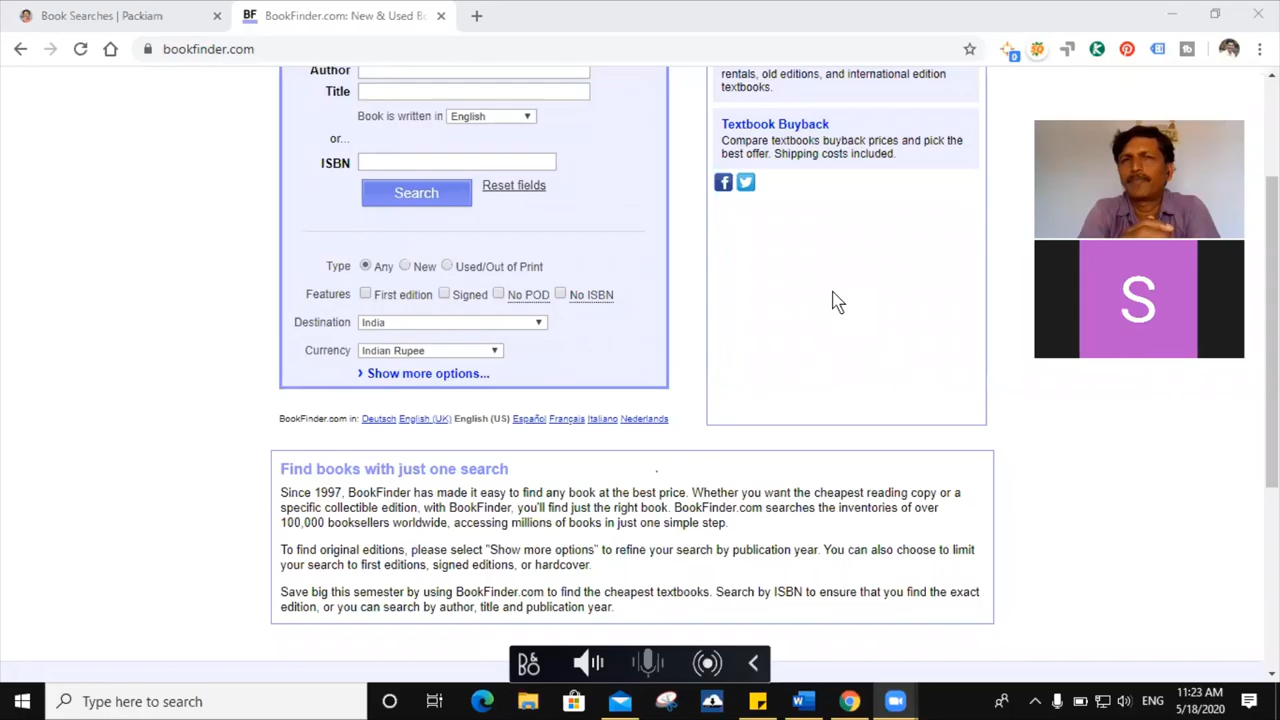 Book Searches | Packiam
BF BookFinder.com: New & Used Bo
bookfinder.com
Author
Title
Book is written in English
or...
ISBN
Search Reset fields
Type Any New Used/Out of Print
Features First edition Signed No POD No ISBN
Destination India
Currency Indian Rupee
› Show more options...
BookFinder.com in: Deutsch English (UK) English (US) Español Français Italiano Nederlands
rentals, old editions, and international edition
textbooks.
Textbook Buyback
Compare textbooks buyback prices and pick the
best offer. Shipping costs included.
S
Find books with just one search
Since 1997, BookFinder has made it easy to find any book at the best price. Whether you want the cheapest reading copy or a
specific collectible edition, with BookFinder, you'll find just the right book. BookFinder.com searches the inventories of over
100,000 booksellers worldwide, accessing millions of books in just one simple step.
To find original editions, please select "Show more options" to refine your search by publication year. You can also choose to limit
your search to first editions, signed editions, or hardcover.
Save big this semester by using BookFinder.com to find the cheapest textbooks. Search by ISBN to ensure that you find the exact
edition, or you can search by author, title and publication year.
B&O
Type here to search
ENG
11:23 AM
5/18/2020